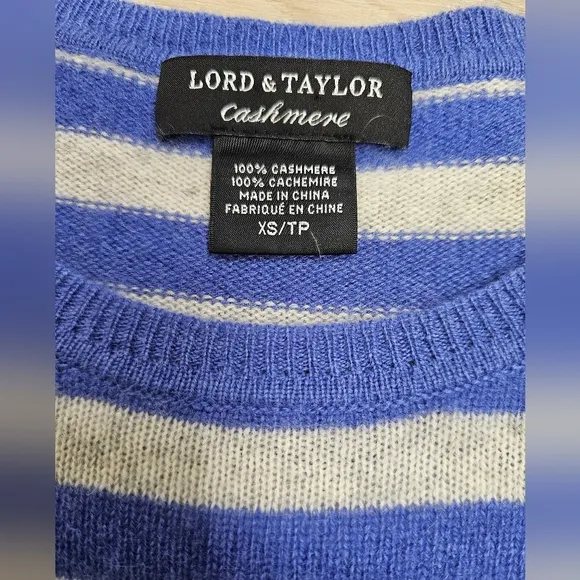 LORD & TAYLOR
Cashmere
100% CASHMERE
100% CACHEMIRE
MADE IN CHINA
FABRIQUÉ EN CHINE
XS/TP